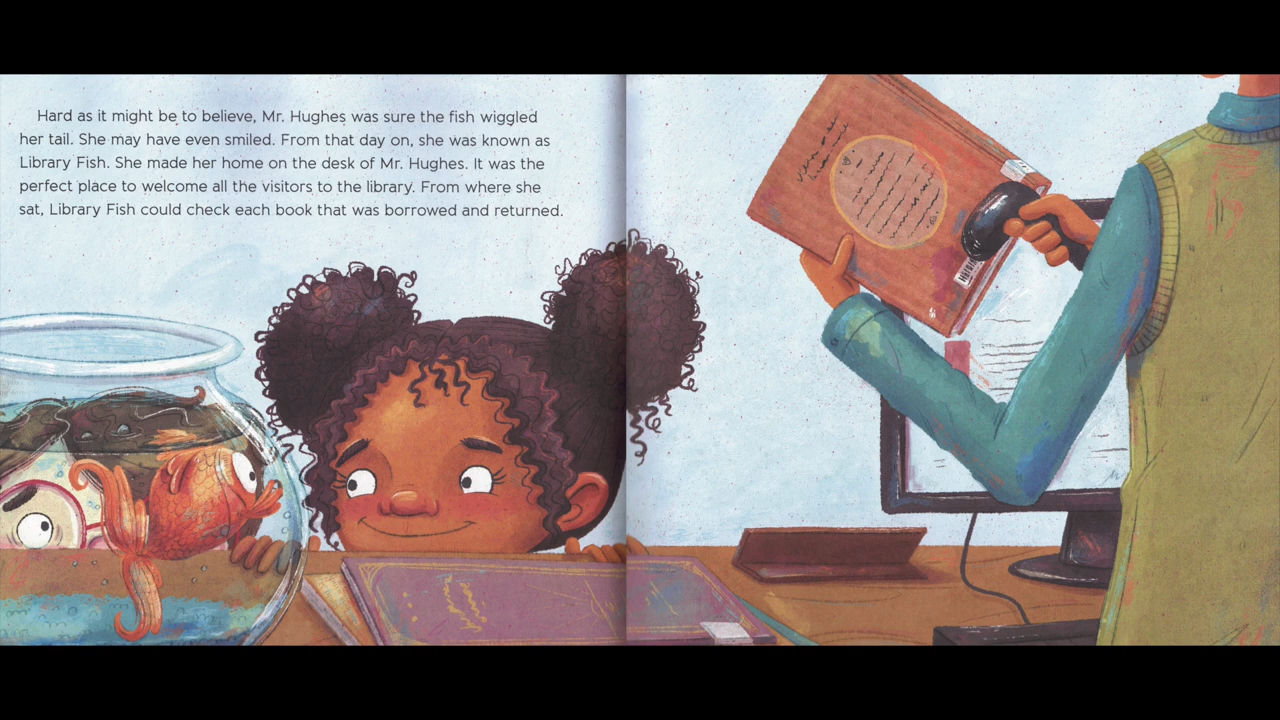 Hard as it might be to believe, Mr. Hughes was sure the fish wiggled
her tail. She may have even smiled. From that day on, she was known as
Library Fish. She made her home on the desk of Mr. Hughes. It was the
perfect place to welcome all the visitors to the library. From where she
sat, Library Fish could check each book that was borrowed and returned.